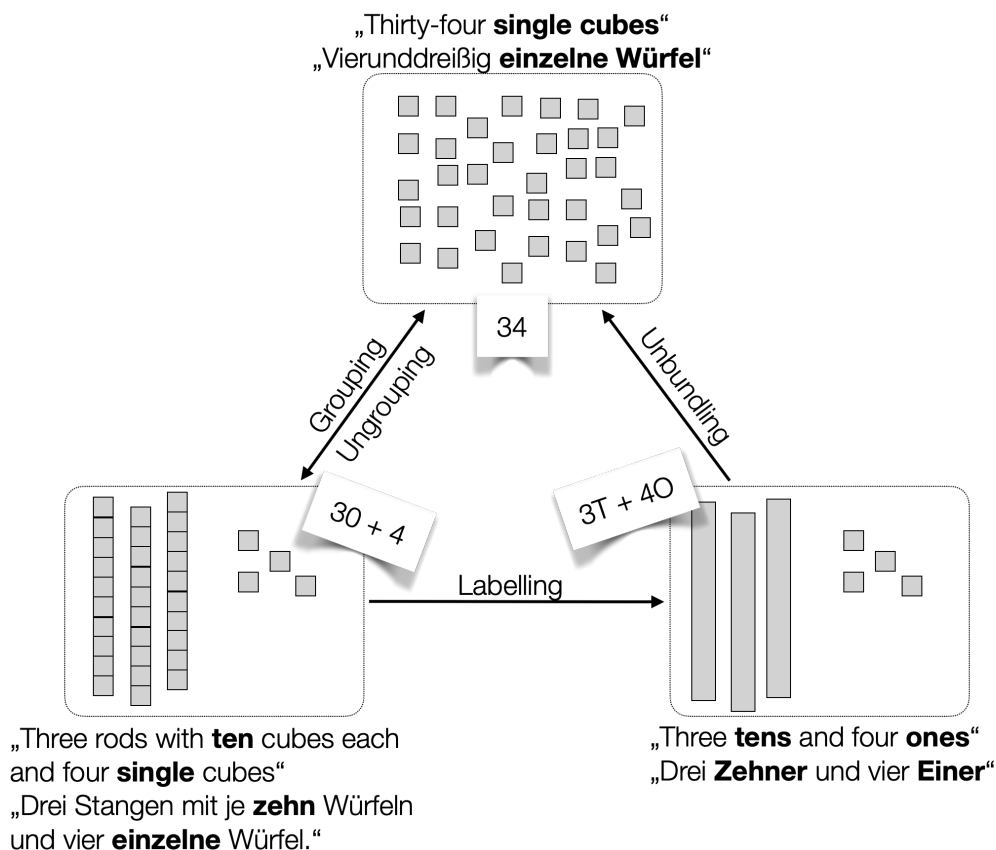 „Thirty-four single cubes“
„Vierunddreißig einzelne Würfel“
34
Grouping
Ungrouping
Unbundling
30 + 4
3T + 4O
Labelling
„Three rods with ten cubes each
and four single cubes“
„Drei Stangen mit je zehn Würfeln
und vier einzelne Würfel.“
„Three tens and four ones“
„Drei Zehner und vier Einer“